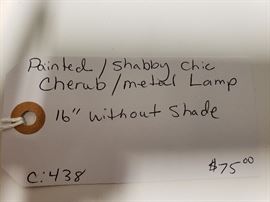 Painted / Shabby Chic
Cherub / metal Lamp
16" without Shade
C:438
$75.00